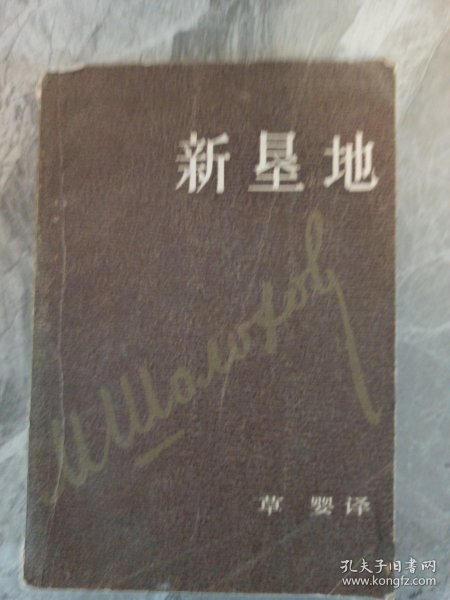 新垦地
М Шолохов
草婴译
孔夫子旧书网
www.kongfz.com